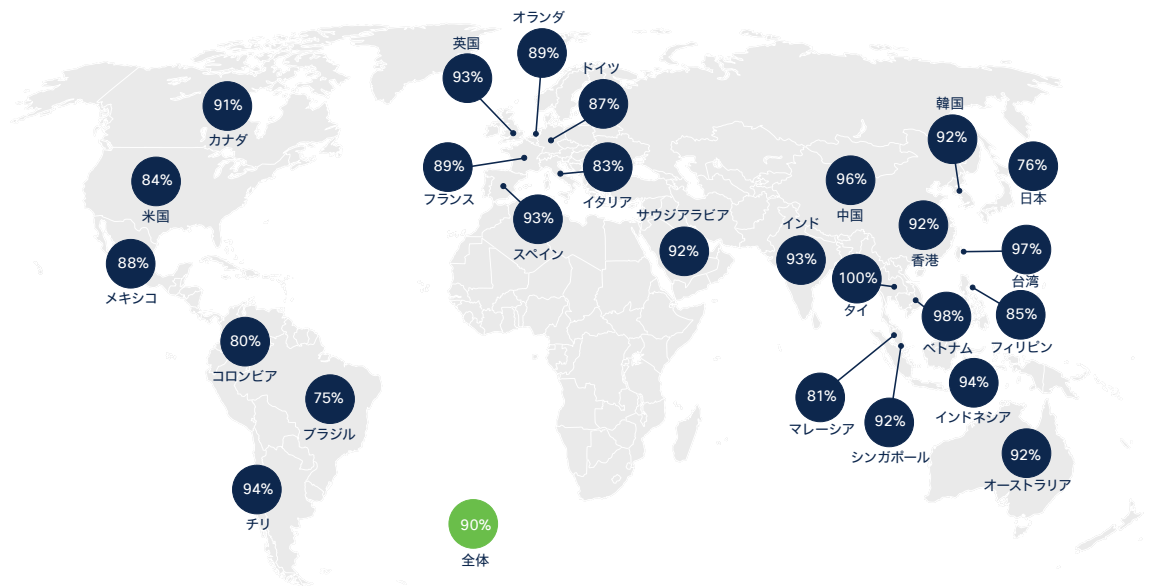 オランダ
89%
英国
93%
ドイツ
87%
91%
カナダ
韓国
92%
89%
フランス
83%
イタリア
84%
米国
96%
中国
76%
日本
93%
スペイン
サウジアラビア
92%
インド
93%
92%
香港
97%
台湾
88%
メキシコ
100%
タイ
98%
ベトナム
85%
フィリピン
80%
コロンビア
75%
ブラジル
81%
マレーシア
92%
シンガポール
94%
インドネシア
92%
オーストラリア
94%
チリ
90%
全体